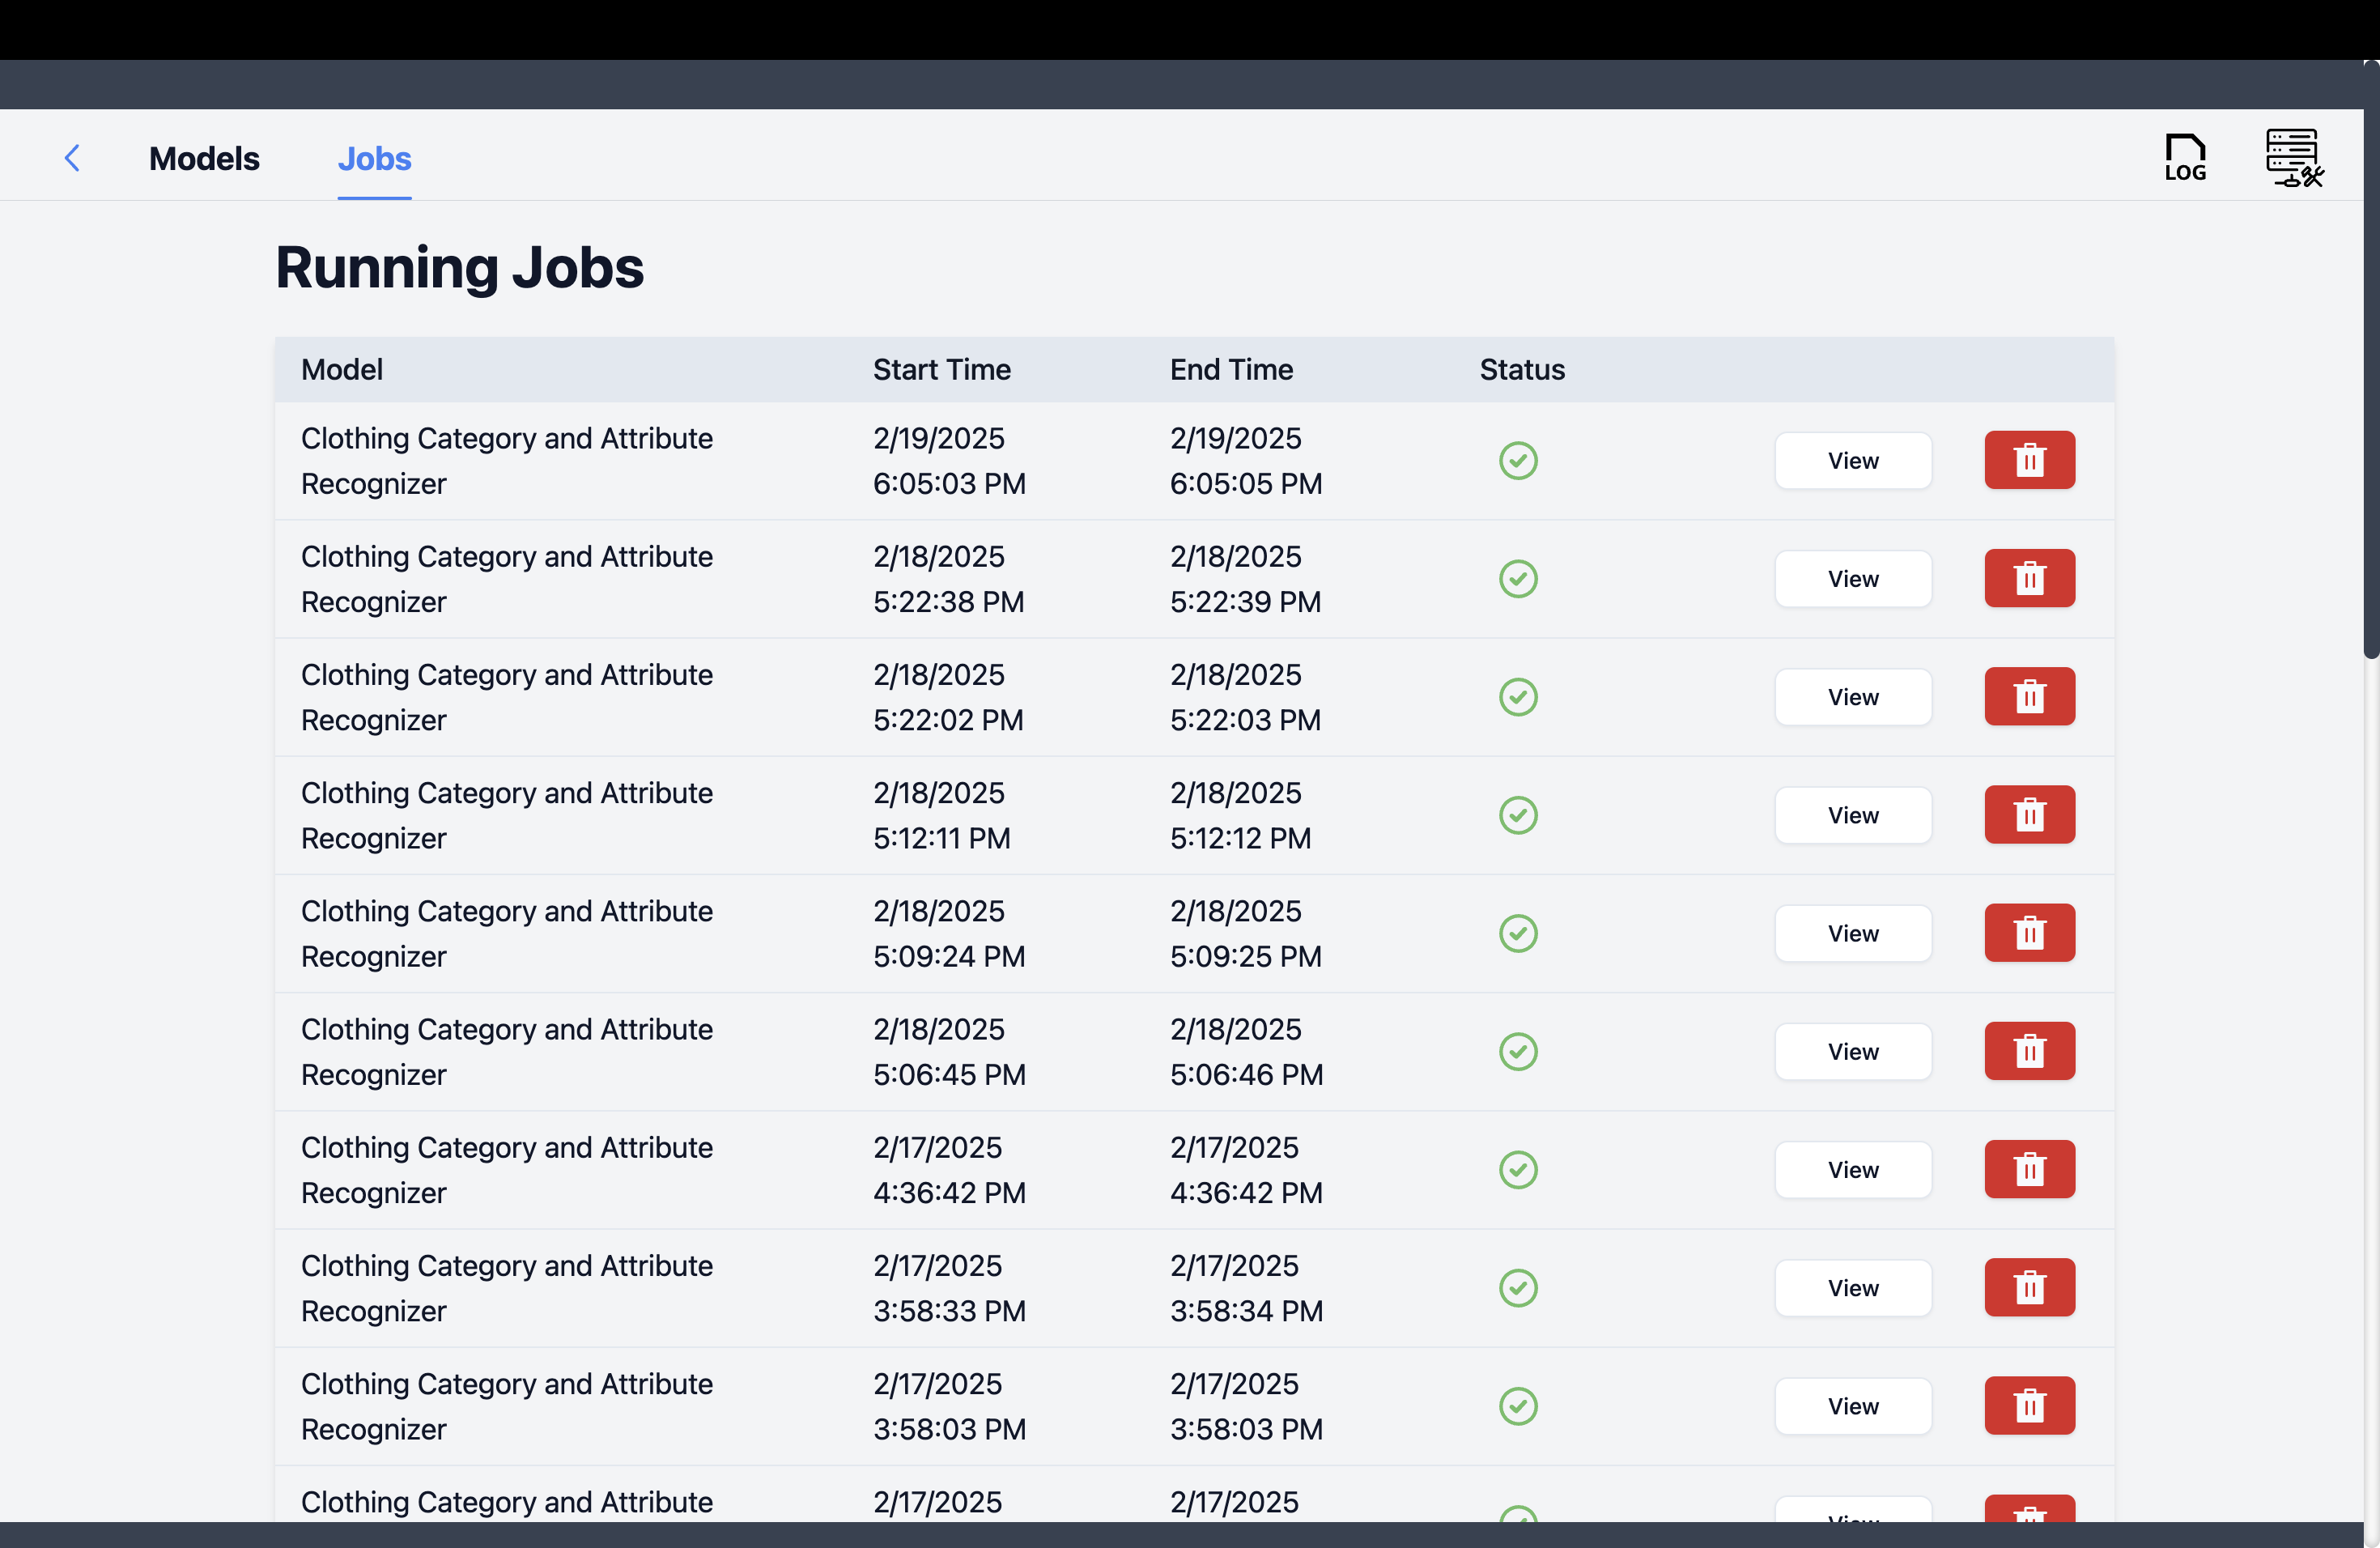 Models
Jobs
LOG
Running Jobs
Model Start Time End Time Status
Clothing Category and Attribute 2/19/2025 2/19/2025
Recognizer 6:05:03 PM 6:05:05 PM
View
Clothing Category and Attribute 2/18/2025 2/18/2025
Recognizer 5:22:38 PM 5:22:39 PM
View
Clothing Category and Attribute 2/18/2025 2/18/2025
Recognizer 5:22:02 PM 5:22:03 PM
View
Clothing Category and Attribute 2/18/2025 2/18/2025
Recognizer 5:12:11 PM 5:12:12 PM
View
Clothing Category and Attribute 2/18/2025 2/18/2025
Recognizer 5:09:24 PM 5:09:25 PM
View
Clothing Category and Attribute 2/18/2025 2/18/2025
Recognizer 5:06:45 PM 5:06:46 PM
View
Clothing Category and Attribute 2/17/2025 2/17/2025
Recognizer 4:36:42 PM 4:36:42 PM
View
Clothing Category and Attribute 2/17/2025 2/17/2025
Recognizer 3:58:33 PM 3:58:34 PM
View
Clothing Category and Attribute 2/17/2025 2/17/2025
Recognizer 3:58:03 PM 3:58:03 PM
View
Clothing Category and Attribute 2/17/2025 2/17/2025
View